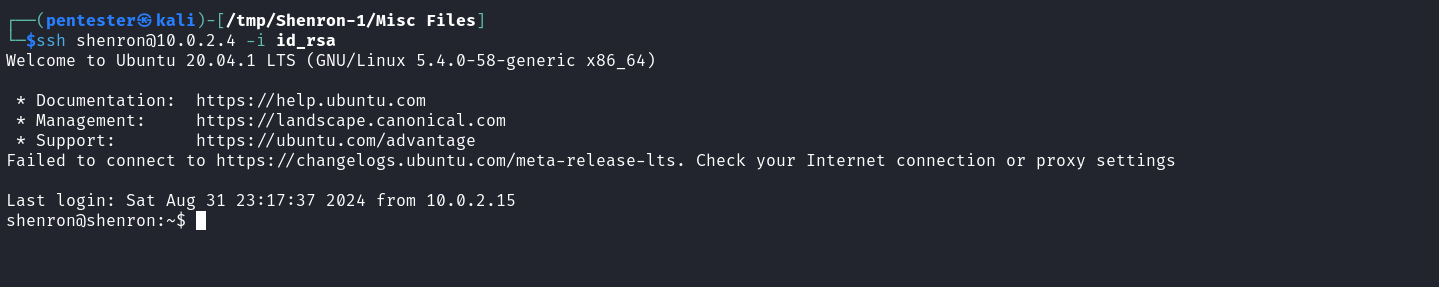 ┌──(pentester㉿kali)-[/tmp/Shenron-1/Misc Files]
└─$ssh shenron@10.0.2.4 -i id_rsa
Welcome to Ubuntu 20.04.1 LTS (GNU/Linux 5.4.0-58-generic x86_64)
* Documentation:  https://help.ubuntu.com
* Management:     https://landscape.canonical.com
* Support:        https://ubuntu.com/advantage
Failed to connect to https://changelogs.ubuntu.com/meta-release-lts. Check your Internet connection or proxy settings
Last login: Sat Aug 31 23:17:37 2024 from 10.0.2.15
shenron@shenron:~$